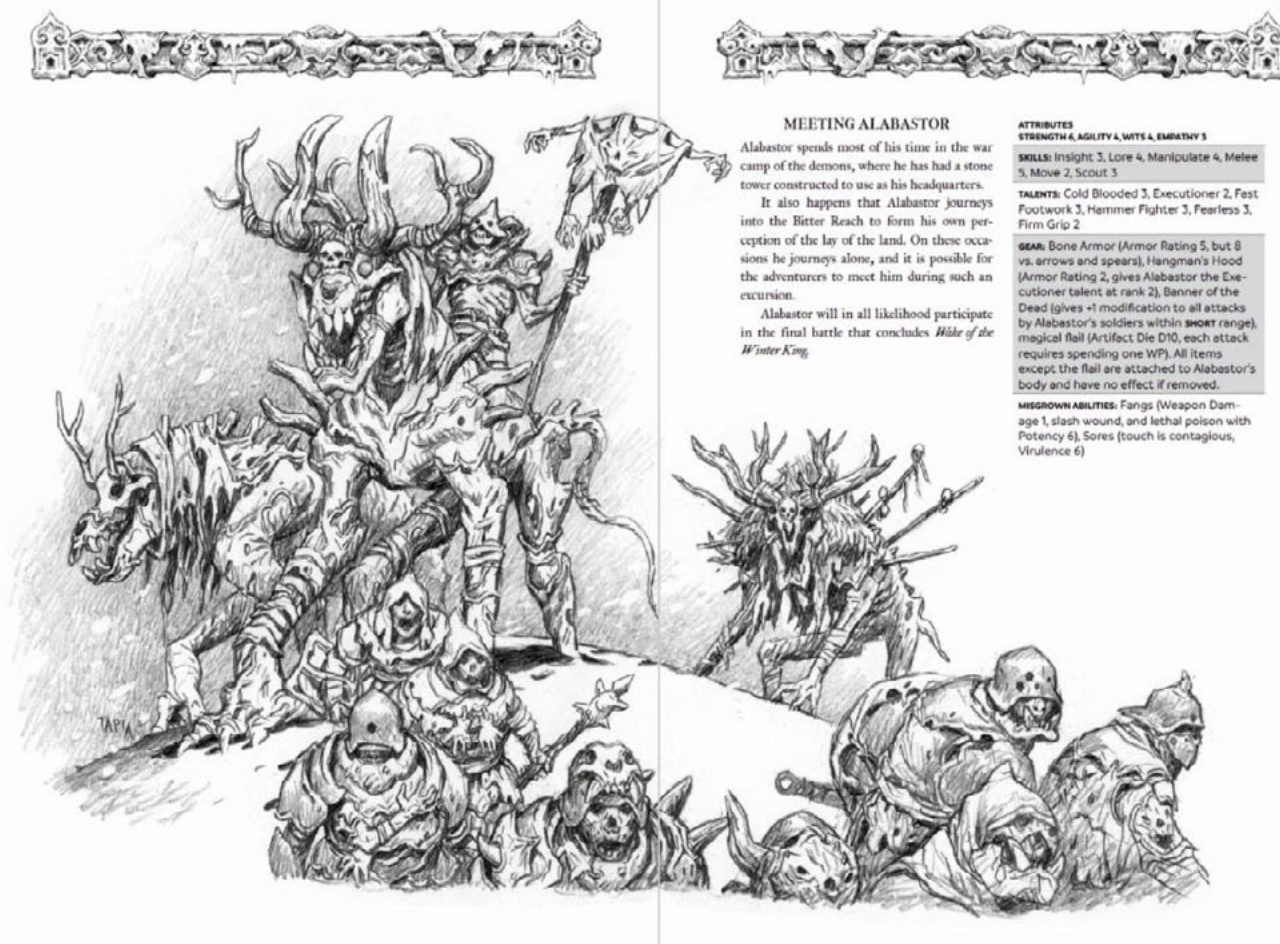 MEETING ALABASTOR
Alabastor spends most of his time in the war
camp of the demons, where he has had a stone
tower constructed to use as his headquarters.
It also happens that Alabastor journeys
into the Bitter Reach to form his own per-
ception of the lay of the land. On these occa-
sions he journeys alone, and it is possible for
the adventurers to meet him during such an
excursion.
Alabastor will in all likelihood participate
in the final battle that concludes Wake of the
Winter King.
ATTRIBUTES
STRENGTH 6, AGILITY 4, WITS 4, EMPATHY 3
SKILLS: Insight 3, Lore 4, Manipulate 4, Melee
5, Move 2, Scout 3
TALENTS: Cold Blooded 3, Executioner 2, Fast
Footwork 3, Hammer Fighter 3, Fearless 3,
Firm Grip 2
GEAR: Bone Armor (Armor Rating 5, but 8
vs. arrows and spears), Hangman's Hood
(Armor Rating 2, gives Alabastor the Exe-
cutioner talent at rank 2), Banner of the
Dead (gives +1 modification to all attacks
by Alabastor's soldiers within SHORT range),
magical flail (Artifact Die D10, each attack
requires spending one WP). All items
except the flail are attached to Alabastor's
body and have no effect if removed.
MISGROWN ABILITIES: Fangs (Weapon Dam-
age 1, slash wound, and lethal poison with
Potency 6), Sores (touch is contagious,
Virulence 6)
TAPIA